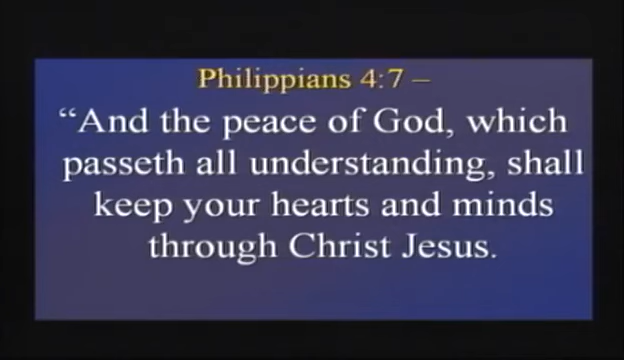 Philippians 4:7 –
“And the peace of God, which
passeth all understanding, shall
keep your hearts and minds
through Christ Jesus.